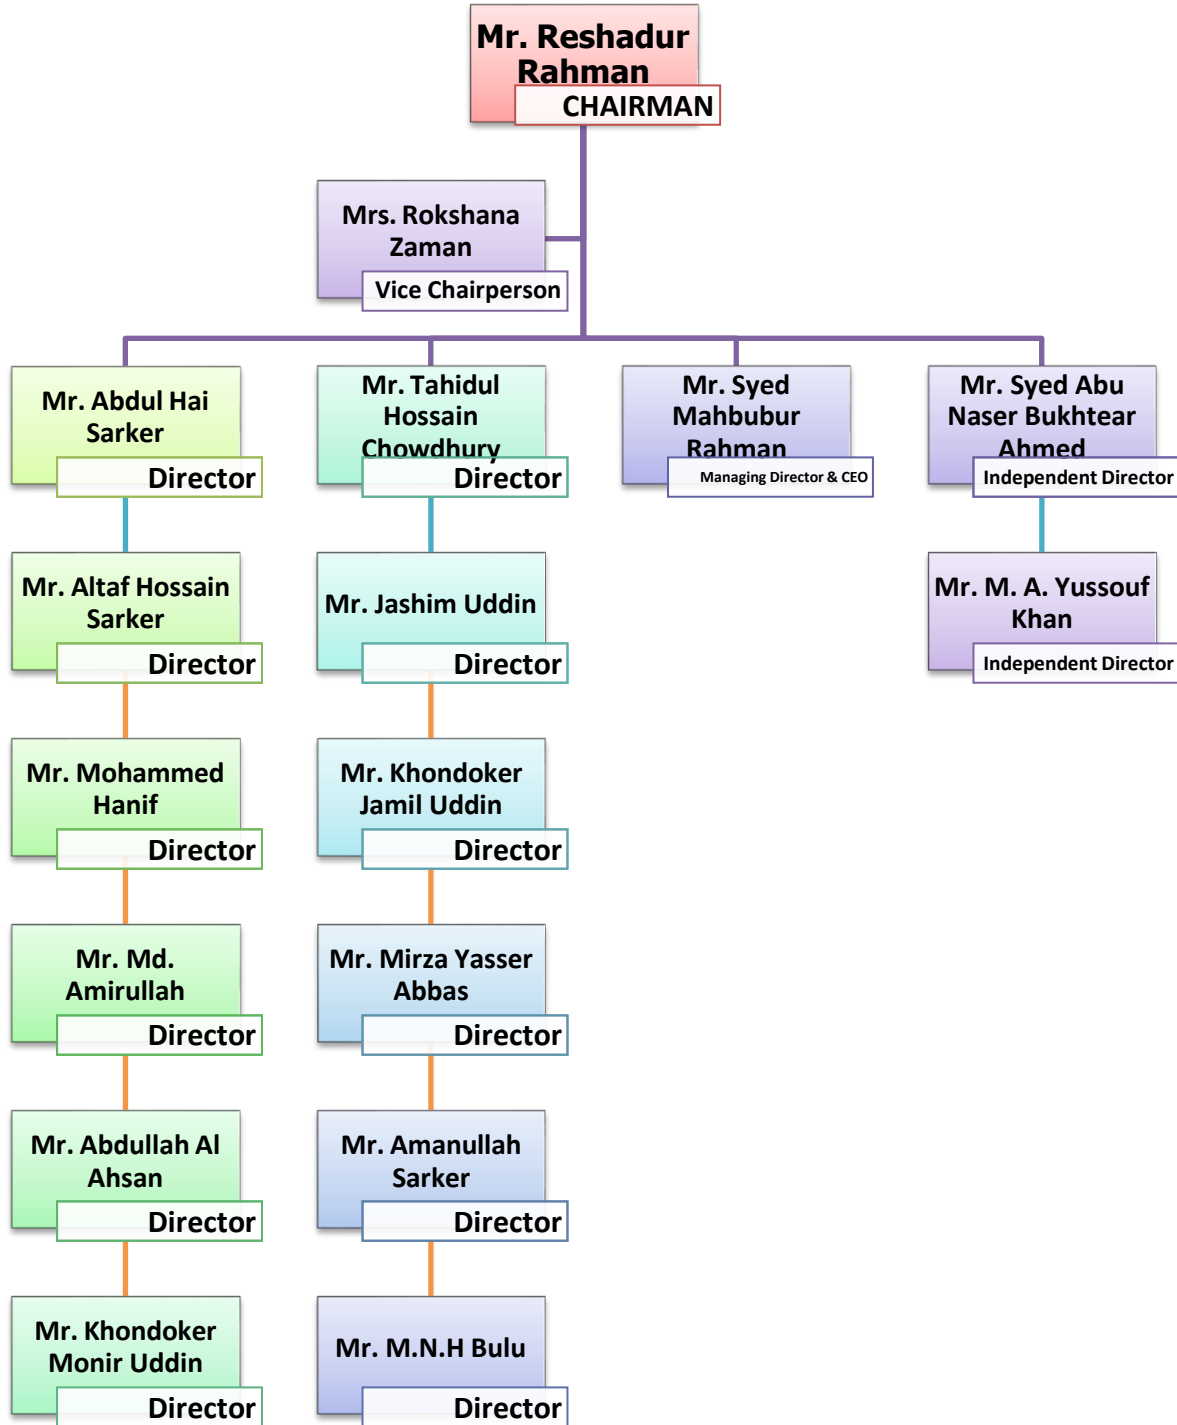 Mr. Reshadur
Rahman
CHAIRMAN
Mrs. Rokshana
Zaman
Vice Chairperson
Mr. Abdul Hai
Sarker
Director
Mr. Tahidul
Hossain
Chowdhury
Director
Mr. Syed
Mahbubur
Rahman
Managing Director & CEO
Mr. Syed Abu
Naser Bukhtear
Ahmed
Independent Director
Mr. Altaf Hossain
Sarker
Director
Mr. Jashim Uddin
Director
Mr. M. A. Yussouf
Khan
Independent Director
Mr. Mohammed
Hanif
Director
Mr. Khondoker
Jamil Uddin
Director
Mr. Md.
Amirullah
Director
Mr. Mirza Yasser
Abbas
Director
Mr. Abdullah Al
Ahsan
Director
Mr. Amanullah
Sarker
Director
Mr. Khondoker
Monir Uddin
Director
Mr. M.N.H Bulu
Director